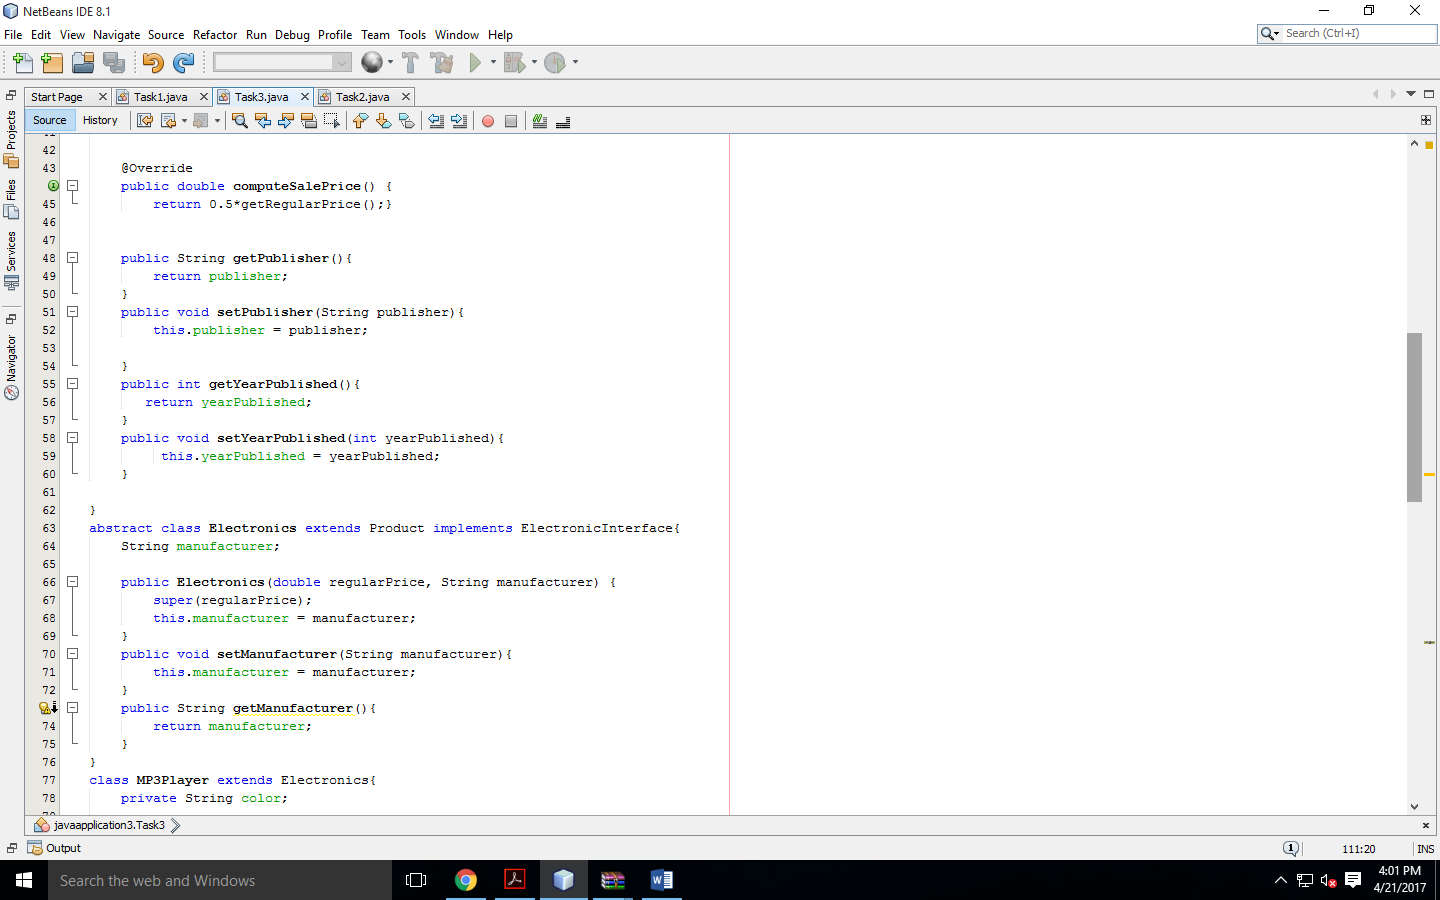 NetBeans IDE 8.1
File Edit View Navigate Source Refactor Run Debug Profile Team Tools Window Help
Search (Ctrl+I)
Start Page Task1.java Task3.java Task2.java
Source History
Projects
Files
Services
Navigator
42
43 @Override
public double computeSalePrice() {
45 return 0.5*getRegularPrice();}
46
47
48 public String getPublisher(){
49 return publisher;
50 }
51 public void setPublisher(String publisher){
52 this.publisher = publisher;
53
54 }
55 public int getYearPublished(){
56 return yearPublished;
57 }
58 public void setYearPublished(int yearPublished){
59 this.yearPublished = yearPublished;
60 }
61
62 }
63 abstract class Electronics extends Product implements ElectronicInterface{
64 String manufacturer;
65
66 public Electronics(double regularPrice, String manufacturer) {
67 super(regularPrice);
68 this.manufacturer = manufacturer;
69 }
70 public void setManufacturer(String manufacturer){
71 this.manufacturer = manufacturer;
72 }
public String getManufacturer(){
74 return manufacturer;
75 }
76 }
77 class MP3Player extends Electronics{
78 private String color;
javaapplication3.Task3
Output
1 111:20 INS
Search the web and Windows
4:01 PM
4/21/2017